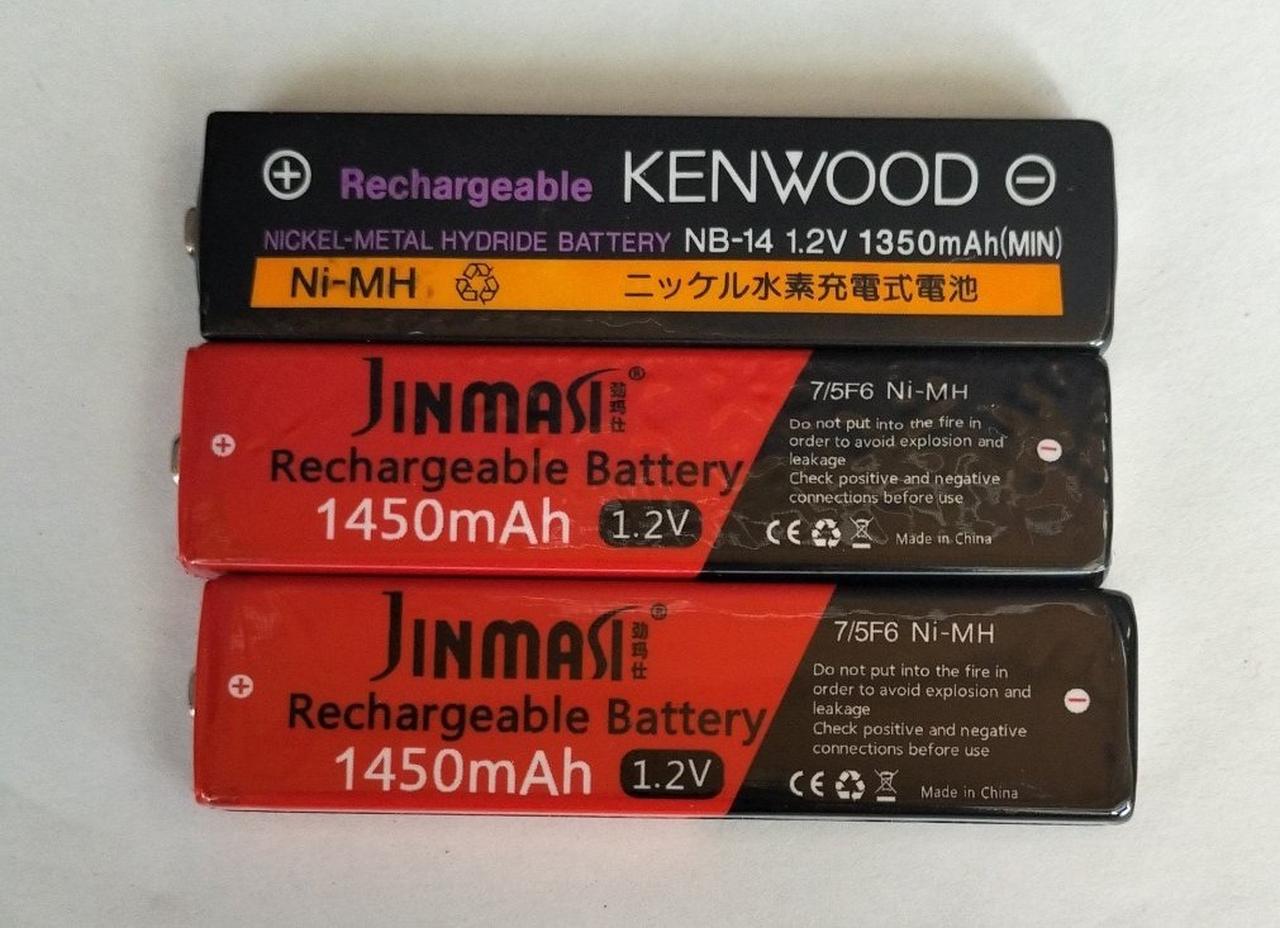 ⊕ Rechargeable KENWOOD ⊖
NICKEL-METAL HYDRIDE BATTERY NB-14 1.2V 1350mAh(MIN)
Ni-MH ニッケル水素充電式電池
JINMASI® 劲玛仕
+ Rechargeable Battery
1450mAh 1.2V
7/5F6 Ni-MH
Do not put into the fire in
order to avoid explosion and
leakage
Check positive and negative
connections before use
CE Made in China
JINMASI® 劲玛仕
+ Rechargeable Battery
1450mAh 1.2V
7/5F6 Ni-MH
Do not put into the fire in
order to avoid explosion and
leakage
Check positive and negative
connections before use
CE Made in China